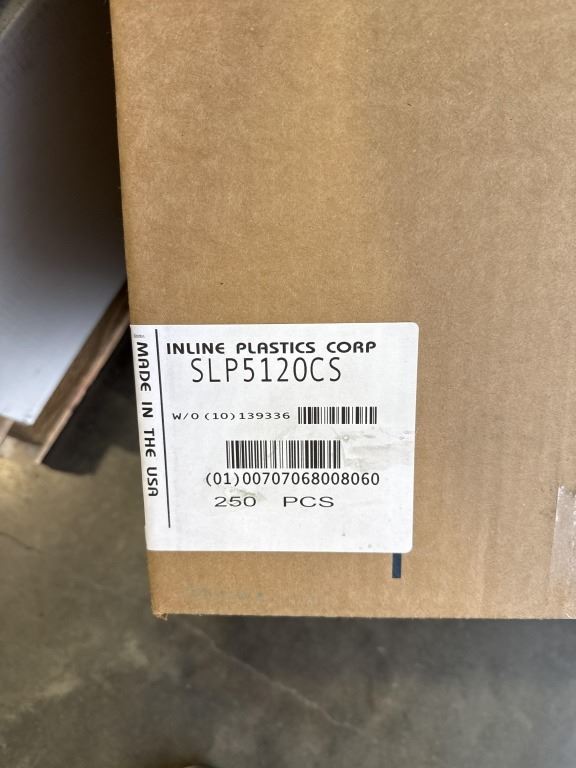 INLINE PLASTICS CORP
SLP5120CS
W/O (10)139336
(01)00707068008060
250 PCS
MADE IN THE USA